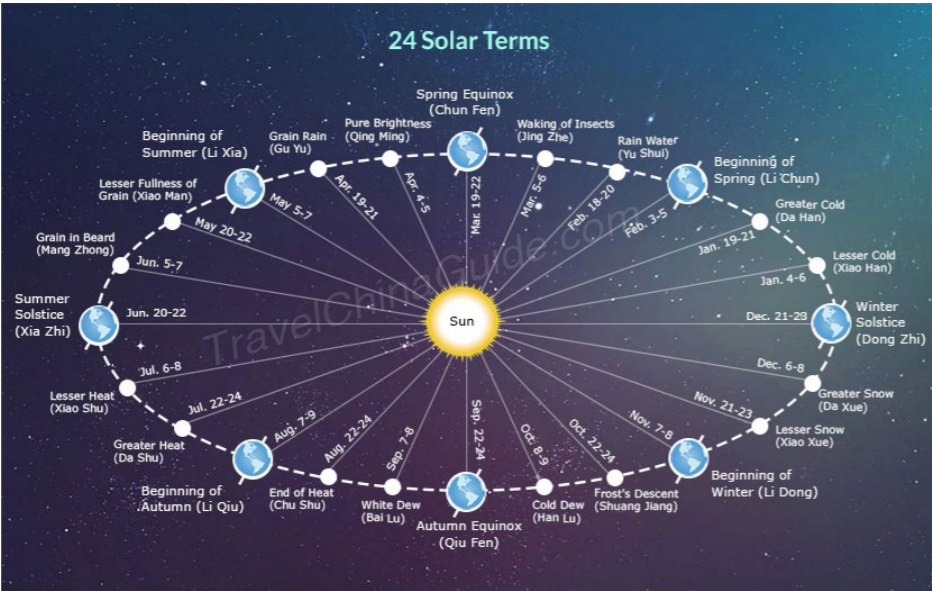 24 Solar Terms
Spring Equinox
(Chun Fen)
Mar. 19-22
Waking of Insects
(Jing Zhe)
Mar. 5-6
Rain Water
(Yu Shui)
Feb. 18-20
Beginning of
Spring (Li Chun)
Feb. 3-5
Greater Cold
(Da Han)
Jan. 19-21
Lesser Cold
(Xiao Han)
Jan. 4-6
Winter
Solstice
(Dong Zhi)
Dec. 21-23
Greater Snow
(Da Xue)
Dec. 6-8
Lesser Snow
(Xiao Xue)
Nov. 21-23
Beginning of
Winter (Li Dong)
Nov. 7-8
Frost's Descent
(Shuang Jiang)
Oct. 22-24
Cold Dew
(Han Lu)
Oct. 8-9
Autumn Equinox
(Qiu Fen)
Sep. 22-24
White Dew
(Bai Lu)
Sep. 7-8
End of Heat
(Chu Shu)
Aug. 22-24
Beginning of
Autumn (Li Qiu)
Aug. 7-9
Greater Heat
(Da Shu)
Jul. 22-24
Lesser Heat
(Xiao Shu)
Jul. 6-8
Summer
Solstice
(Xia Zhi)
Jun. 20-22
Grain in Beard
(Mang Zhong)
Jun. 5-7
Lesser Fullness of
Grain (Xiao Man)
May 20-22
Beginning of
Summer (Li Xia)
May 5-7
Grain Rain
(Gu Yu)
Apr. 19-21
Pure Brightness
(Qing Ming)
Apr. 4-5
Sun
TravelChinaGuide.com